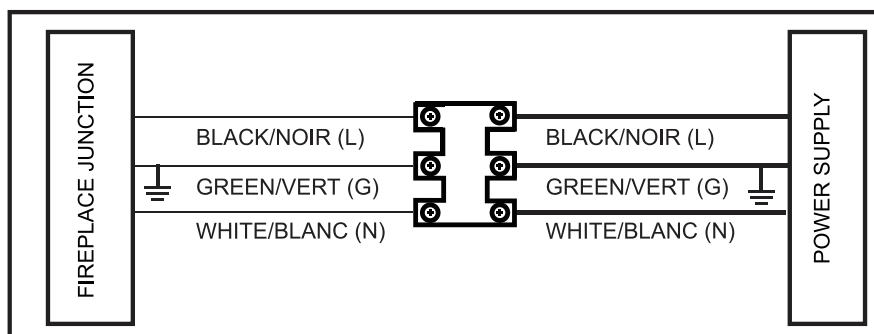 FIREPLACE JUNCTION
BLACK/NOIR (L)
GREEN/VERT (G)
WHITE/BLANC (N)
BLACK/NOIR (L)
GREEN/VERT (G)
WHITE/BLANC (N)
POWER SUPPLY